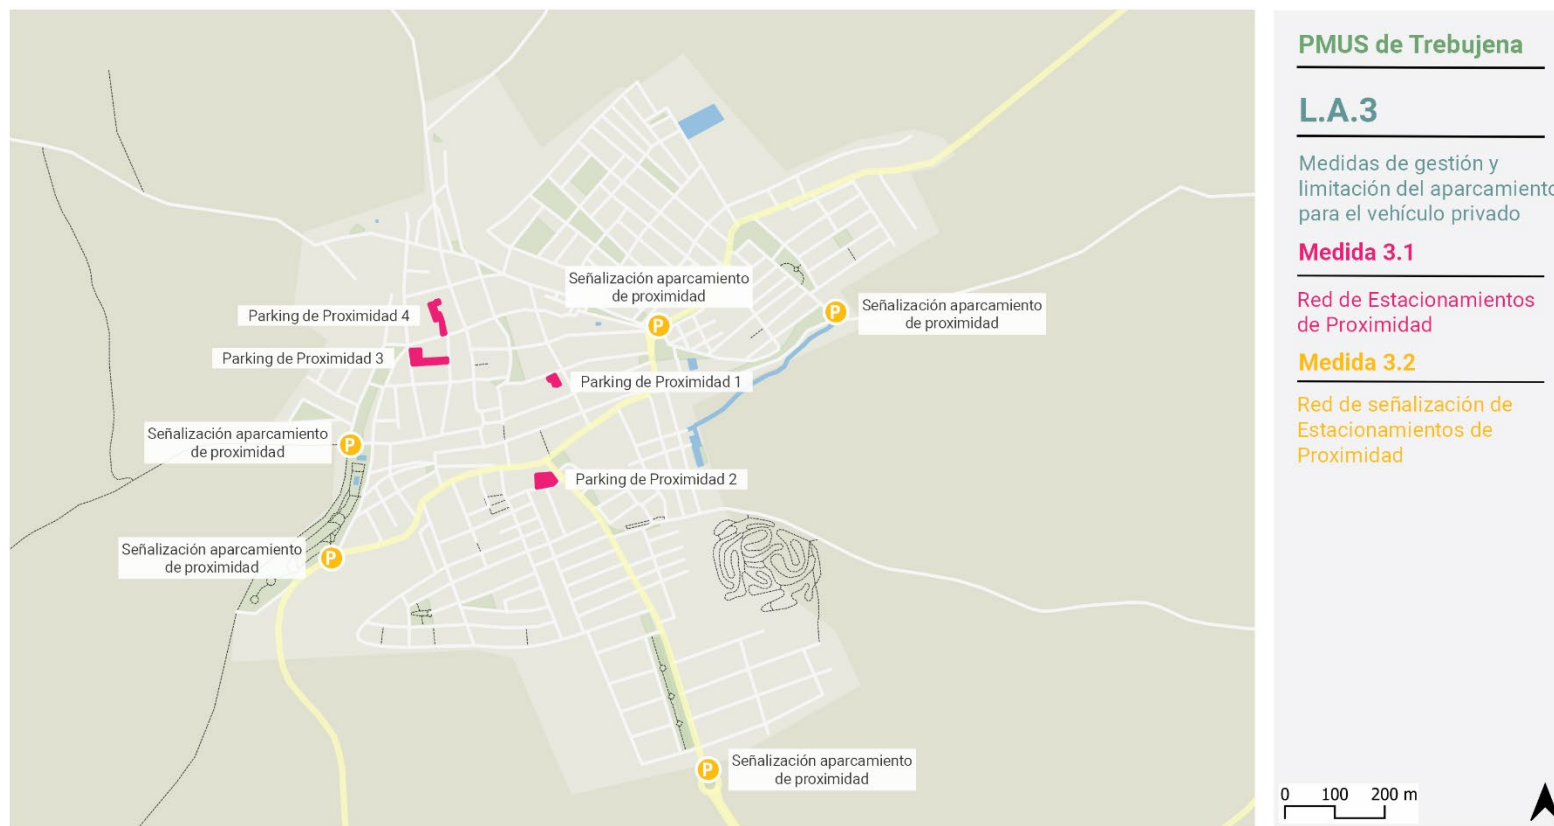 PMUS de Trebujena
L.A.3
Medidas de gestión y
limitación del aparcamiento
para el vehículo privado
Medida 3.1
Red de Estacionamientos
de Proximidad
Medida 3.2
Red de señalización de
Estacionamientos de
Proximidad
0 100 200 m
Señalización aparcamiento
de proximidad
P
Señalización aparcamiento
de proximidad
P
Parking de Proximidad 4
Parking de Proximidad 3
Parking de Proximidad 1
Señalización aparcamiento
de proximidad
P
Parking de Proximidad 2
Señalización aparcamiento
de proximidad
P
Señalización aparcamiento
de proximidad
P